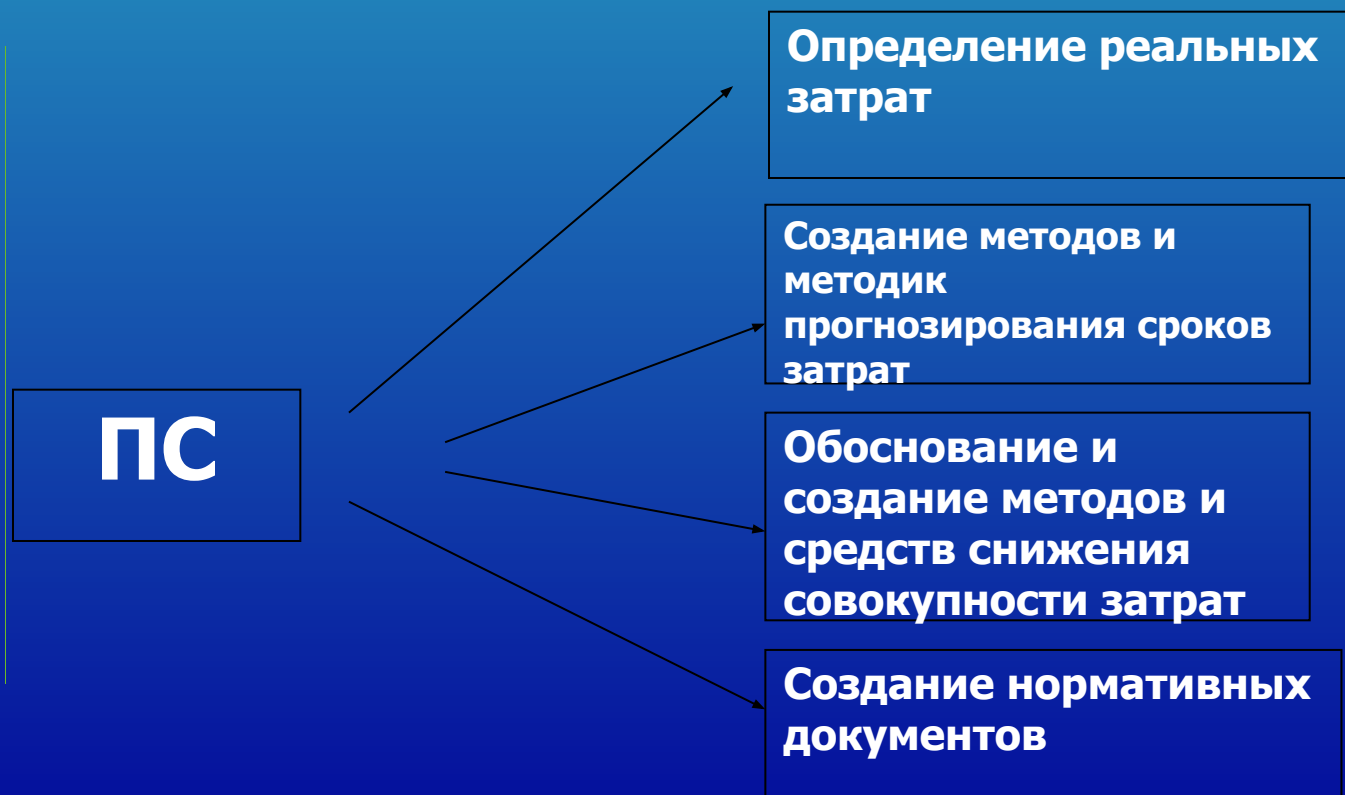 Определение реальных
затрат
Создание методов и
методик
прогнозирования сроков
затрат
ПС
Обоснование и
создание методов и
средств снижения
совокупности затрат
Создание нормативных
документов